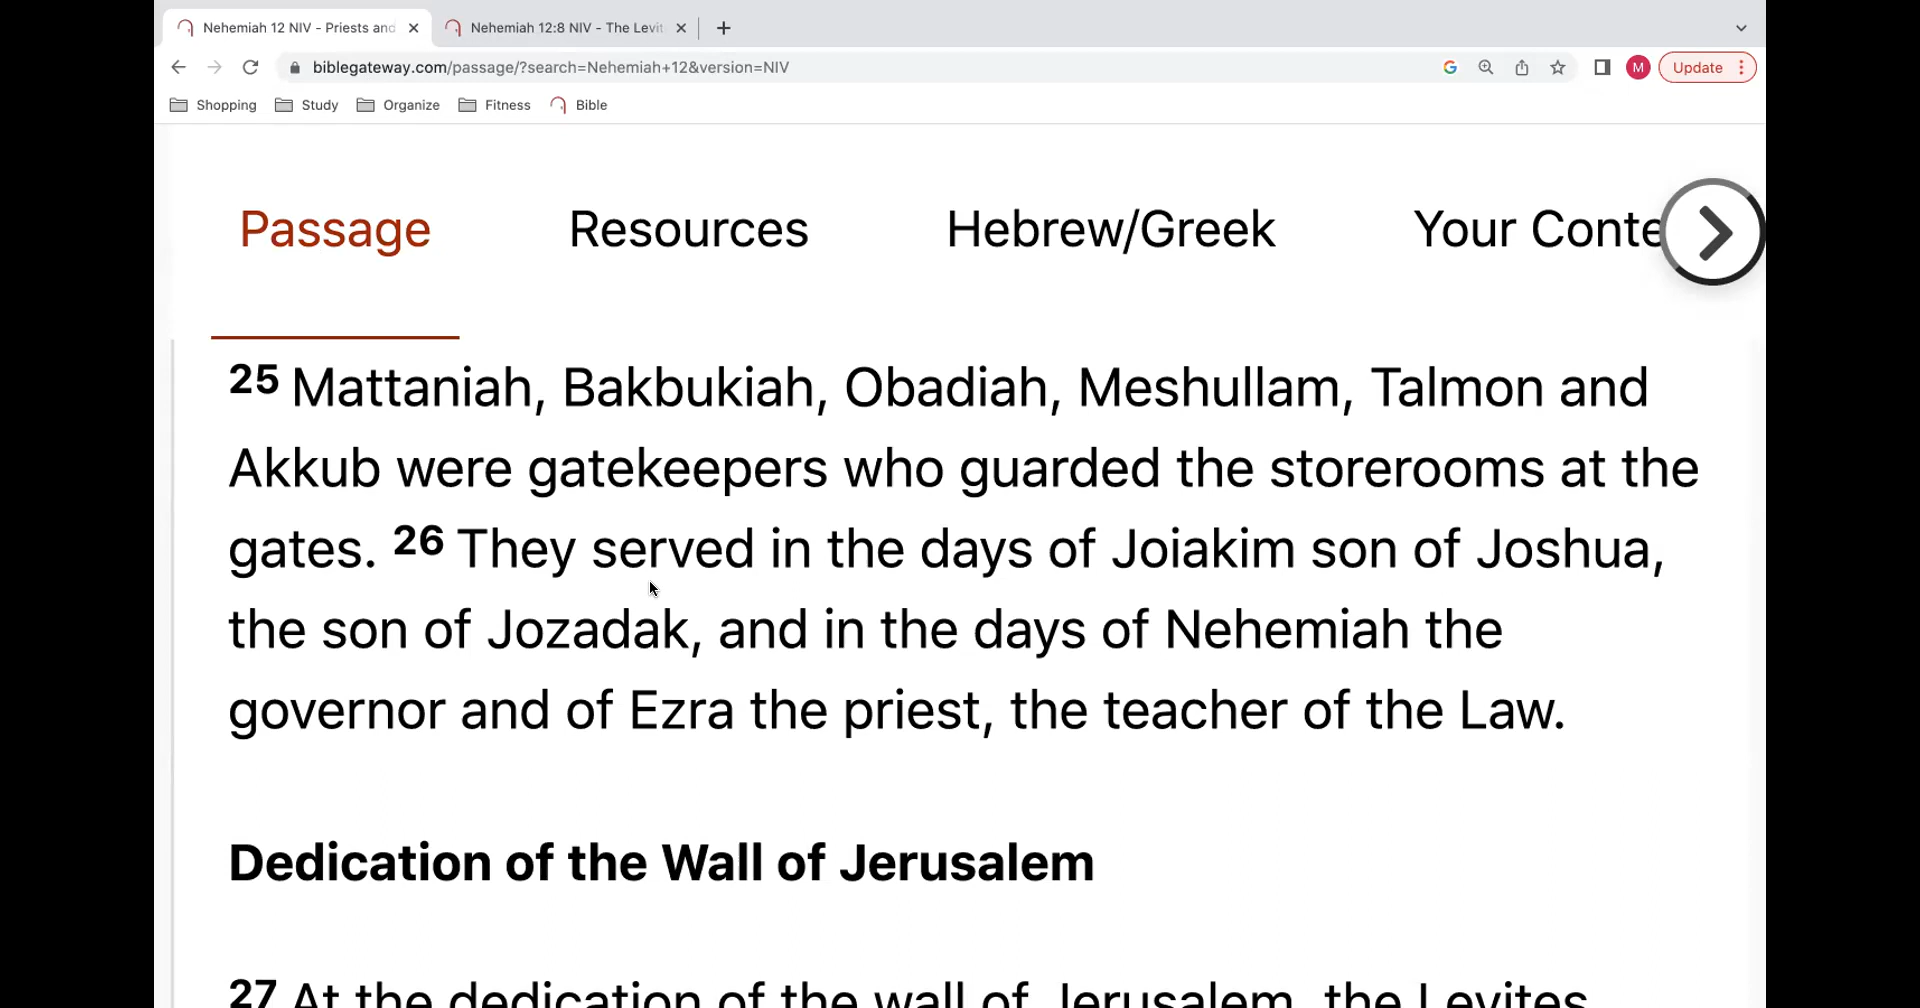 Nehemiah 12 NIV - Priests and
Nehemiah 12:8 NIV - The Levit
biblegateway.com/passage/?search=Nehemiah+12&version=NIV
M
Update
Shopping
Study
Organize
Fitness
Bible
Passage
Resources
Hebrew/Greek
Your Conte
25 Mattaniah, Bakbukiah, Obadiah, Meshullam, Talmon and
Akkub were gatekeepers who guarded the storerooms at the
gates. 26 They served in the days of Joiakim son of Joshua,
the son of Jozadak, and in the days of Nehemiah the
governor and of Ezra the priest, the teacher of the Law.
Dedication of the Wall of Jerusalem
27 At the dedication of the wall of Jerusalem, the Levites